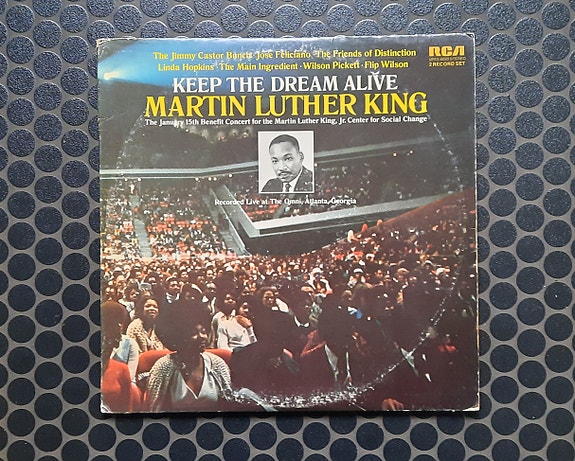 The Jimmy Castor Bunch · José Feliciano · The Friends of Distinction
Linda Hopkins · The Main Ingredient · Wilson Pickett · Flip Wilson
RCA
2 RECORD SET
KEEP THE DREAM ALIVE
MARTIN LUTHER KING
The January 15th Benefit Concert for the Martin Luther King, Jr. Center for Social Change
Recorded Live at The Omni, Atlanta, Georgia